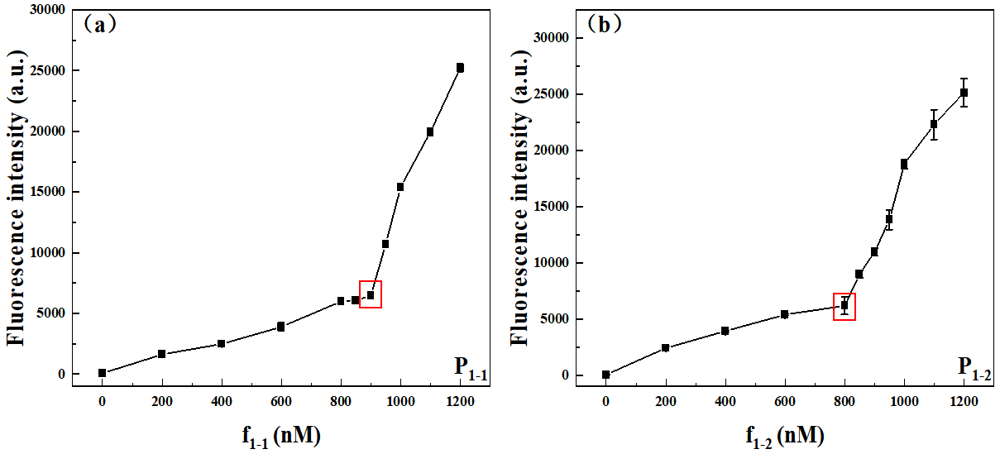 (a)
Fluorescence intensity (a.u.)
30000
25000
20000
15000
10000
5000
0
P1-1
0 200 400 600 800 1000 1200
f1-1 (nM)
(b)
Fluorescence intensity (a.u.)
30000
25000
20000
15000
10000
5000
0
P1-2
0 200 400 600 800 1000 1200
f1-2 (nM)